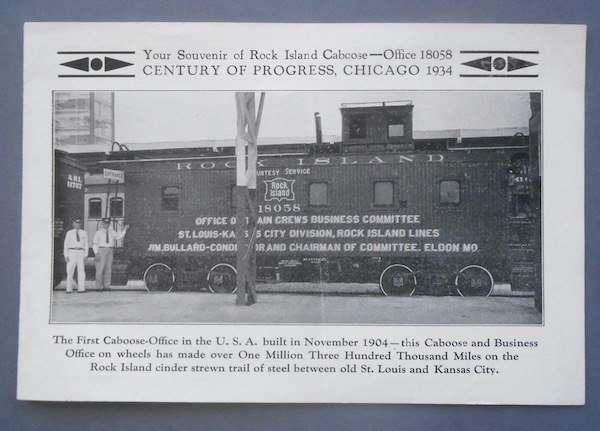 Your Souvenir of Rock Island Caboose—Office 18058
CENTURY OF PROGRESS, CHICAGO 1934
A.R.L
ENTRANCE
ROCK ISLAND
COURTESY SERVICE
Rock
Island
18058
OFFICE O AIN CREWS BUSINESS COMMITTEE
ST. LOUIS-KA S CITY DIVISION, ROCK ISLAND LINES
JIM.BULLARD-CONDU OR AND CHAIRMAN OF COMMITTEE. ELDON MO.
The First Caboose-Office in the U. S. A. built in November 1904—this Caboose and Business
Office on wheels has made over One Million Three Hundred Thousand Miles on the
Rock Island cinder strewn trail of steel between old St. Louis and Kansas City.